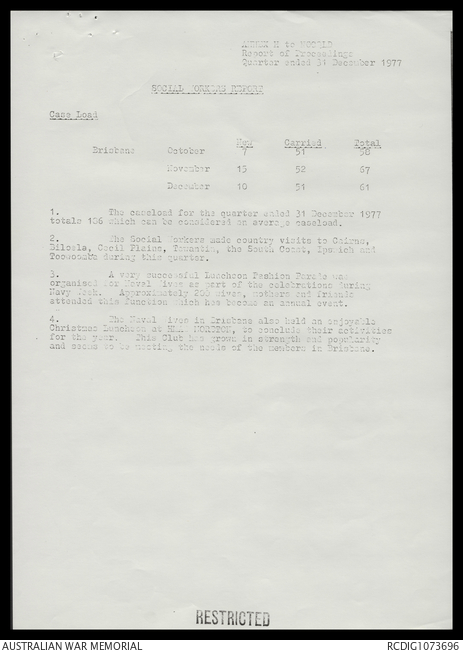 ANNEX K to
Report of Proceedings
Quarter ended 31 December 1977
SOCIAL WORKERS REPORT
Case Load
New Carried Total
Brisbane October 7 51 58
November 15 52 67
December 10 51 61
1. The caseload for the quarter ended 31 December 1977
totals 186 which can be considered an average caseload.
2. The Social Workers made country visits to Cairns,
Biloela, Cecil Plains, the South Coast, Ipswich and
Toowoomba during this quarter.
3. A very successful Luncheon Fashion Parade was
organised for Naval Wives as part of the celebrations during
Navy Week. Approximately 200 wives, mothers and friends
attended this function which has become an annual event.
4. The Naval Wives in Brisbane also held an enjoyable
Christmas Luncheon at HMAS MORETON, to conclude their activities
for the year. This Club has grown in strength and popularity
and seems to be meeting the needs of the members in Brisbane.
RESTRICTED
AUSTRALIAN WAR MEMORIAL
RCDIG1073696